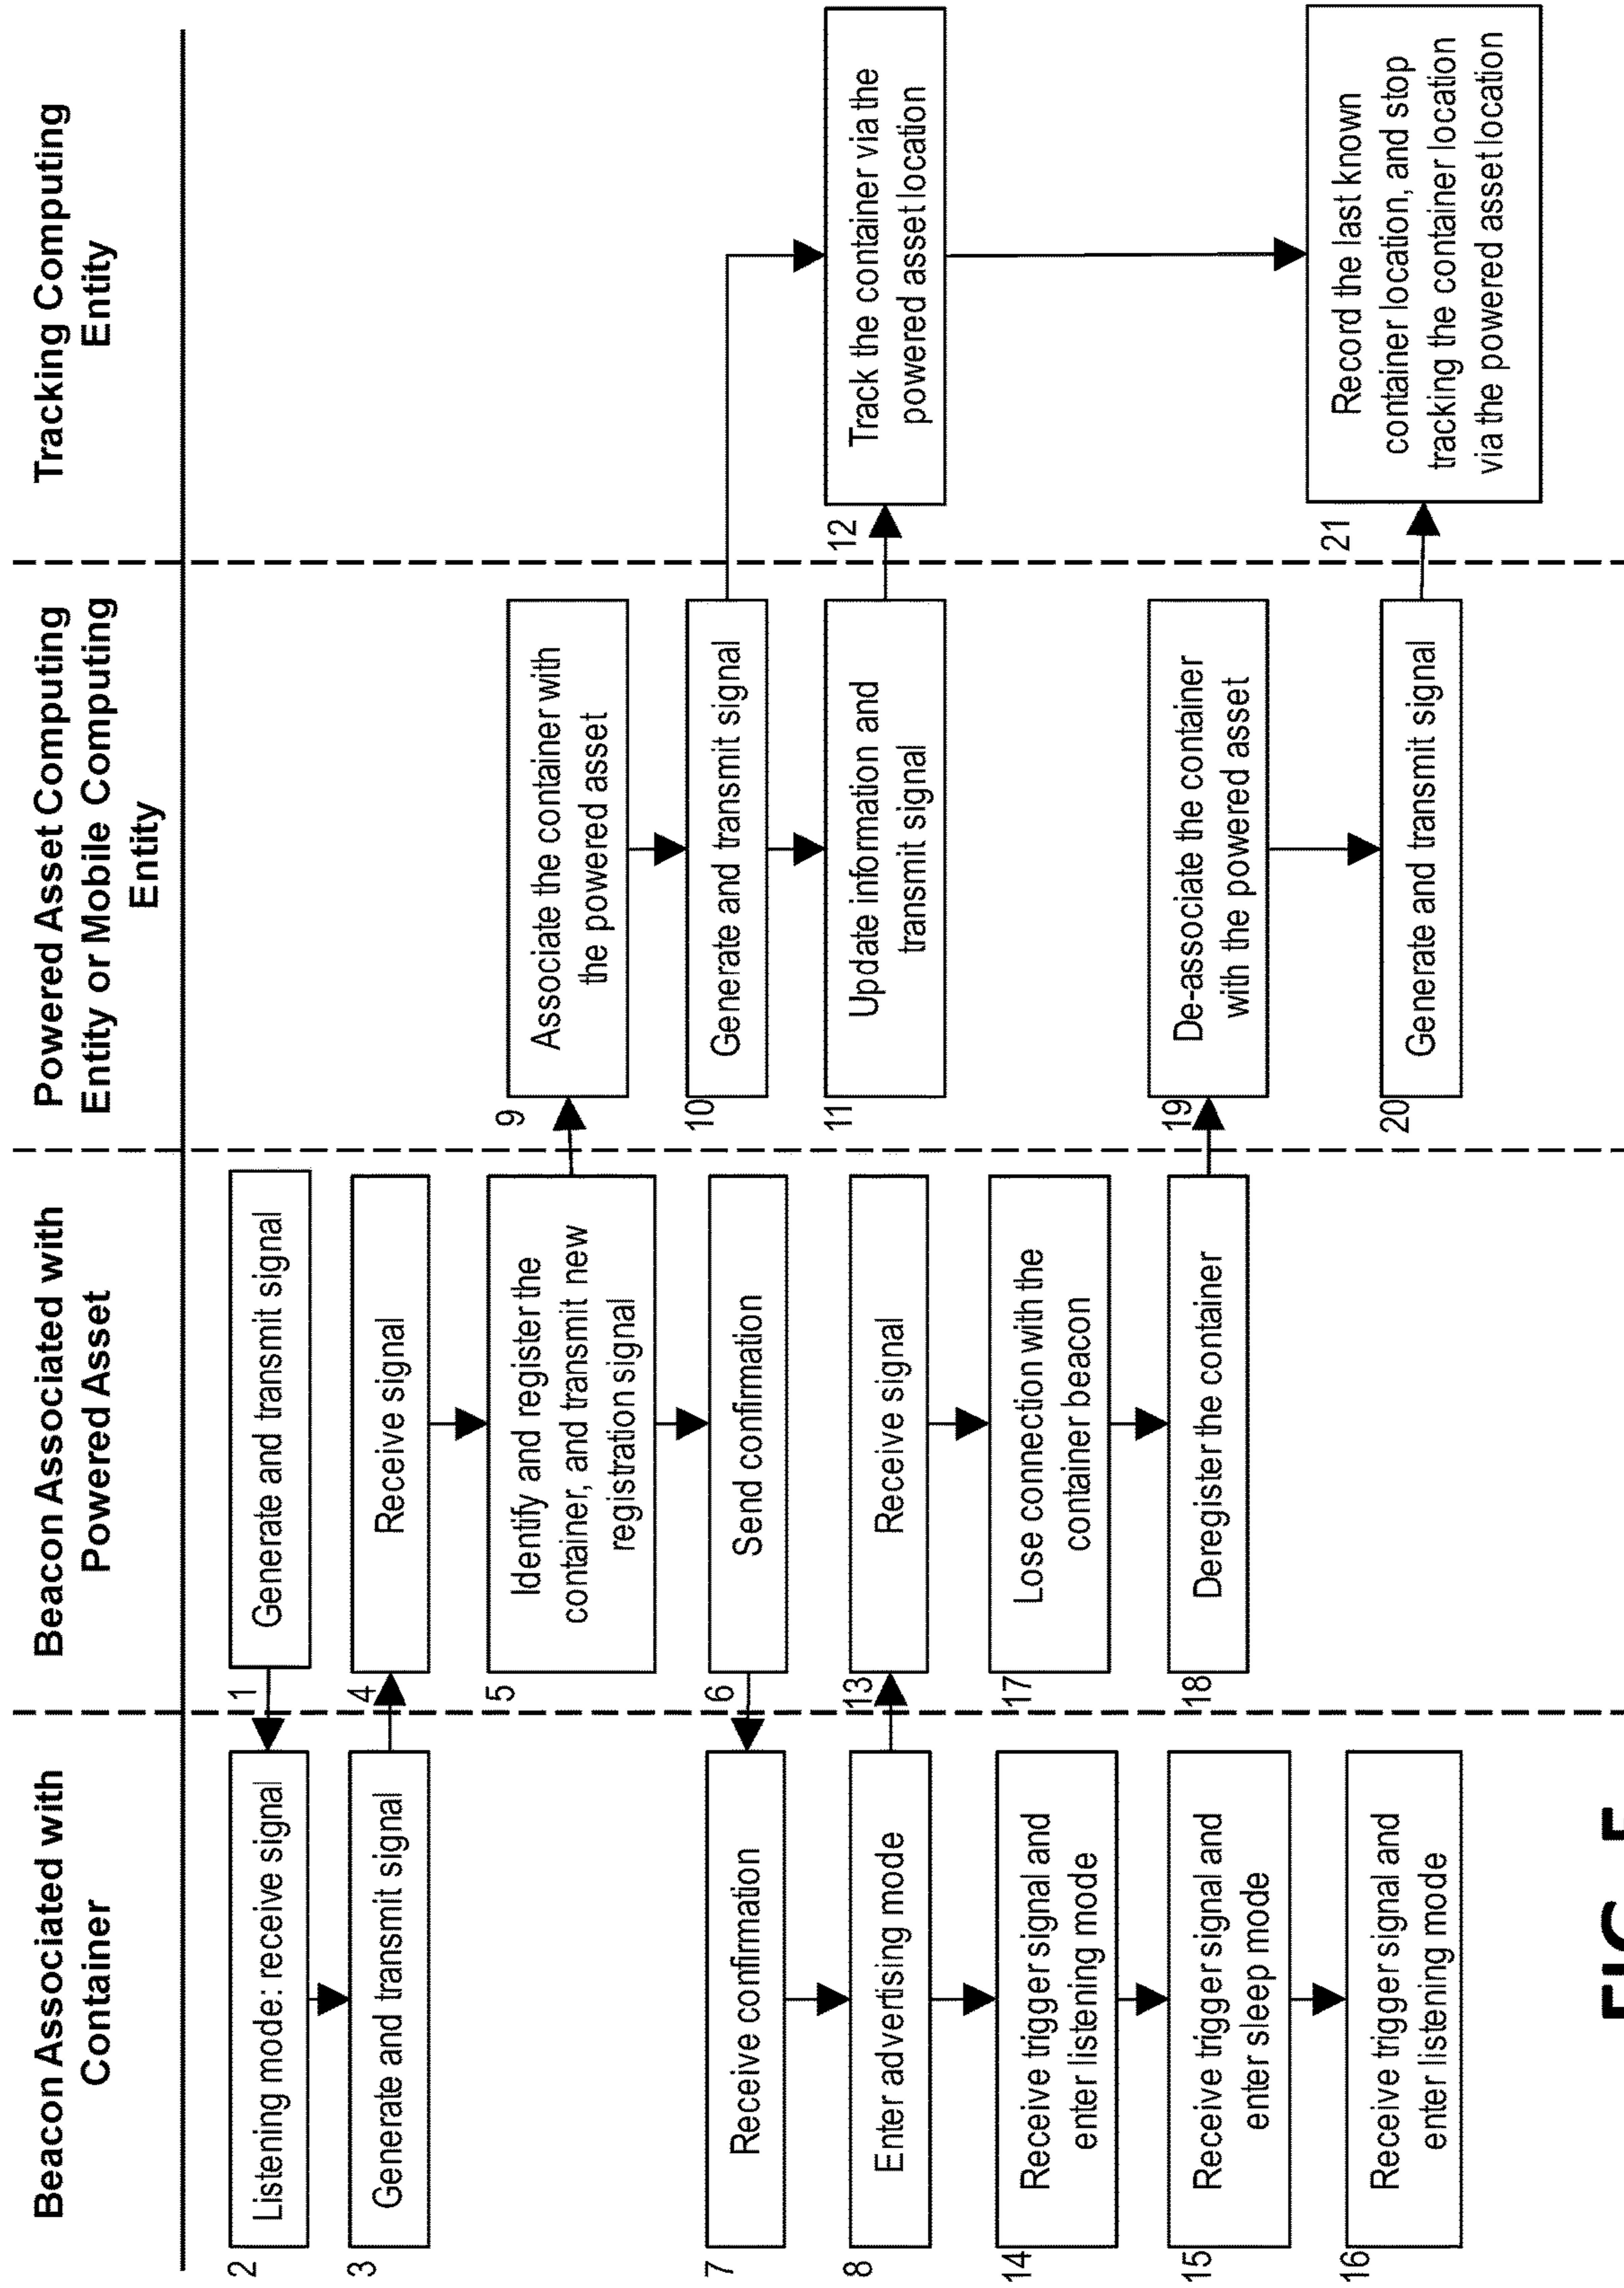 Beacon Associated with
Container
Beacon Associated with
Powered Asset
Powered Asset Computing
Entity or Mobile Computing
Entity
Tracking Computing
Entity
1
Generate and transmit signal
2
Listening mode: receive signal
3
Generate and transmit signal
4
Receive signal
5
Identify and register the
container, and transmit new
registration signal
6
Send confirmation
7
Receive confirmation
8
Enter advertising mode
9
Associate the container with
the powered asset
10
Generate and transmit signal
11
Update information and
transmit signal
12
Track the container via the
powered asset location
13
Receive signal
14
Receive trigger signal and
enter listening mode
15
Receive trigger signal and
enter sleep mode
16
Receive trigger signal and
enter listening mode
17
Lose connection with the
container beacon
18
Deregister the container
19
De-associate the container
with the powered asset
20
Generate and transmit signal
21
Record the last known
container location, and stop
tracking the container location
via the powered asset location
FIG.